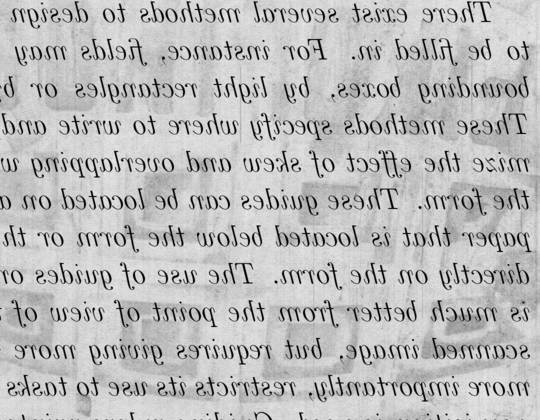 There exist several methods to design
to be filled in. For instance, fields may
bounding boxes, by light rectangles or by
These methods specify where to write and
mize the effect of skew and overlapping
the form. These guides can be located on a
paper that is located below the form or
directly on the form. The use of guides on
is much better from the point of view of
scanned image, but requires giving more
more importantly, restricts its use to tasks